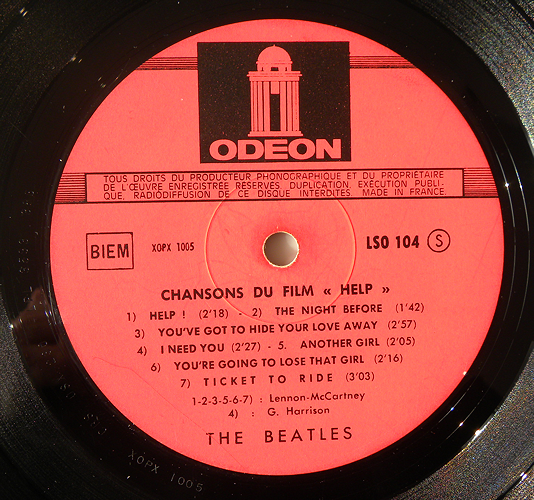 ODEON
TOUS DROITS DU PRODUCTEUR PHONOGRAPHIQUE ET DU PROPRIÉTAIRE
DE L'ŒUVRE ENREGISTRÉE RÉSERVÉS. DUPLICATION, EXÉCUTION PUBLI-
QUE, RADIODIFFUSION DE CE DISQUE INTERDITES. MADE IN FRANCE.
BIEM XOPX 1005 LSO 104 S
CHANSONS DU FILM « HELP »
1) HELP ! (2'18) - 2) THE NIGHT BEFORE (1'42)
3) YOU'VE GOT TO HIDE YOUR LOVE AWAY (2'57)
4) I NEED YOU (2'27) - 5. ANOTHER GIRL (2'05)
6) YOU'RE GOING TO LOSE THAT GIRL (2'16)
7) TICKET TO RIDE (3'03)
1-2-3-5-6-7) : Lennon-McCartney
4) : G. Harrison
THE BEATLES
XOPX 1005